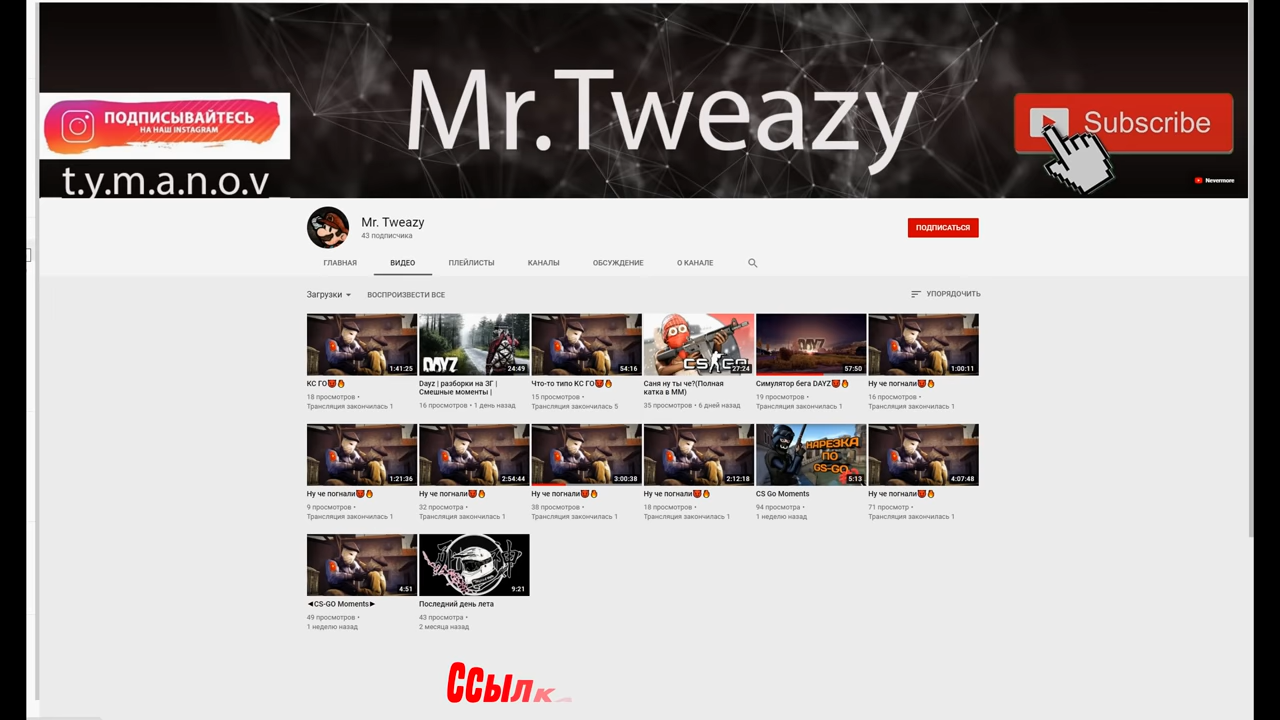 Mr.Tweazy
ПОДПИСЫВАЙТЕСЬ
НА НАШ INSTAGRAM
t.y.m.a.n.o.v
Subscribe
Nevermore
Mr. Tweazy
43 подписчика
ПОДПИСАТЬСЯ
ГЛАВНАЯ ВИДЕО ПЛЕЙЛИСТЫ КАНАЛЫ ОБСУЖДЕНИЕ О КАНАЛЕ
Загрузки ВОСПРОИЗВЕСТИ ВСЕ УПОРЯДОЧИТЬ
1:41:25
DAYZ
24:49
54:16
CS GO
27:24
DAYZ
57:50
1:00:11
КС ГО👹🔥
18 просмотров •
Трансляция закончилась 1
Dayz | разборки на ЗГ |
Смешные моменты |
16 просмотров • 1 день назад
Что-то типо КС ГО👹🔥
15 просмотров •
Трансляция закончилась 5
Саня ну ты че?(Полная
катка в ММ)
35 просмотров • 6 дней назад
Симулятор бега DAYZ👹🔥
19 просмотров •
Трансляция закончилась 1
Ну че погнали👹🔥
16 просмотров •
Трансляция закончилась 1
1:21:36
2:54:44
3:00:38
2:12:18
НАРЕЗКА
ПО
GS-GO
5:13
4:07:48
Ну че погнали👹🔥
9 просмотров •
Трансляция закончилась 1
Ну че погнали👹🔥
32 просмотра •
Трансляция закончилась 1
Ну че погнали👹🔥
38 просмотров •
Трансляция закончилась 1
Ну че погнали👹🔥
18 просмотров •
Трансляция закончилась 1
CS Go Moments
94 просмотра •
1 неделю назад
Ну че погнали👹🔥
71 просмотр •
Трансляция закончилась 1
4:51
9:21
◄CS-GO Moments►
49 просмотров •
1 неделю назад
Последний день лета
43 просмотра •
2 месяца назад
ССылк